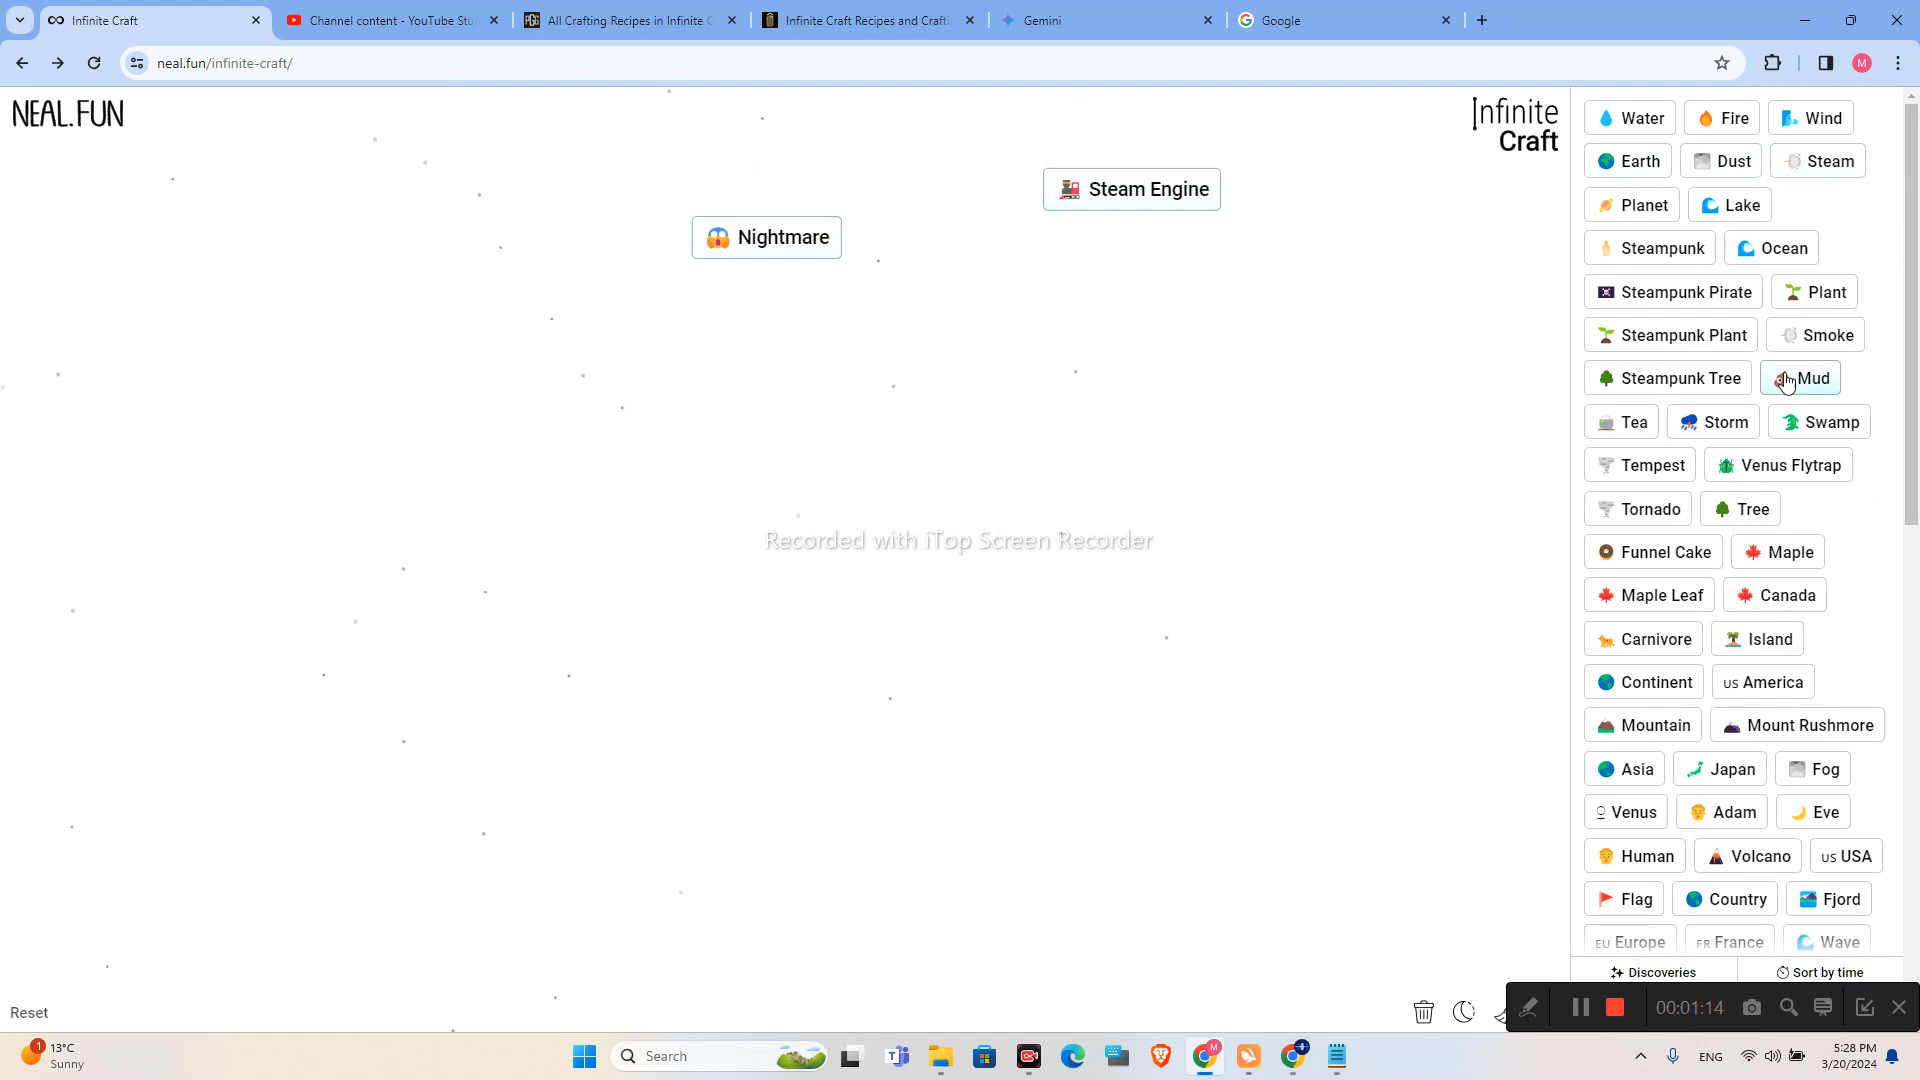 Infinite Craft
Channel content - YouTube Stu
All Crafting Recipes in Infinite C
Infinite Craft Recipes and Crafti
Gemini
Google
neal.fun/infinite-craft/
M
NEAL.FUN
Infinite
Craft
Steam Engine
Nightmare
Recorded with iTop Screen Recorder
Water Fire Wind
Earth Dust Steam
Planet Lake
Steampunk Ocean
Steampunk Pirate Plant
Steampunk Plant Smoke
Steampunk Tree Mud
Tea Storm Swamp
Tempest Venus Flytrap
Tornado Tree
Funnel Cake Maple
Maple Leaf Canada
Carnivore Island
Continent US America
Mountain Mount Rushmore
Asia Japan Fog
Venus Adam Eve
Human Volcano US USA
Flag Country Fjord
EU Europe FR France Wave
Discoveries Sort by time
Reset
00:01:14
1
13°C
Sunny
Search
M
ENG
5:28 PM
3/20/2024